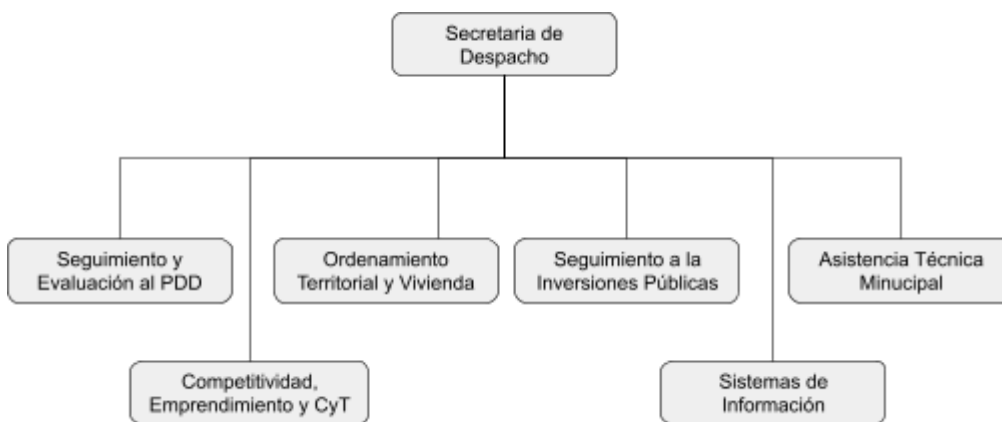 Secretaria de
Despacho
Seguimiento y
Evaluación al PDD
Ordenamiento
Territorial y Vivienda
Seguimiento a la
Inversiones Públicas
Asistencia Técnica
Minucipal
Competitividad,
Emprendimiento y CyT
Sistemas de
Información